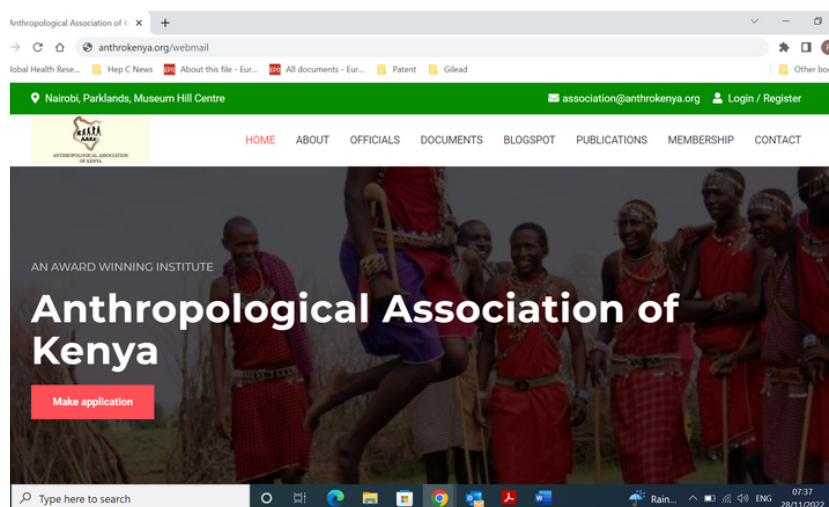 Anthropological Association of K
anthrokenya.org/webmail
lobal Health Rese... Hep C News EPO About this file - Eur... EPO All documents - Eur... Patent Gilead Other boo
Nairobi, Parklands, Museum Hill Centre association@anthrokenya.org Login / Register
ANTHROPOLOGICAL ASSOCIATION
OF KENYA
HOME ABOUT OFFICIALS DOCUMENTS BLOGSPOT PUBLICATIONS MEMBERSHIP CONTACT
AN AWARD WINNING INSTITUTE
Anthropological Association of
Kenya
Make application
Type here to search Rain... ENG 07:37
28/11/2022